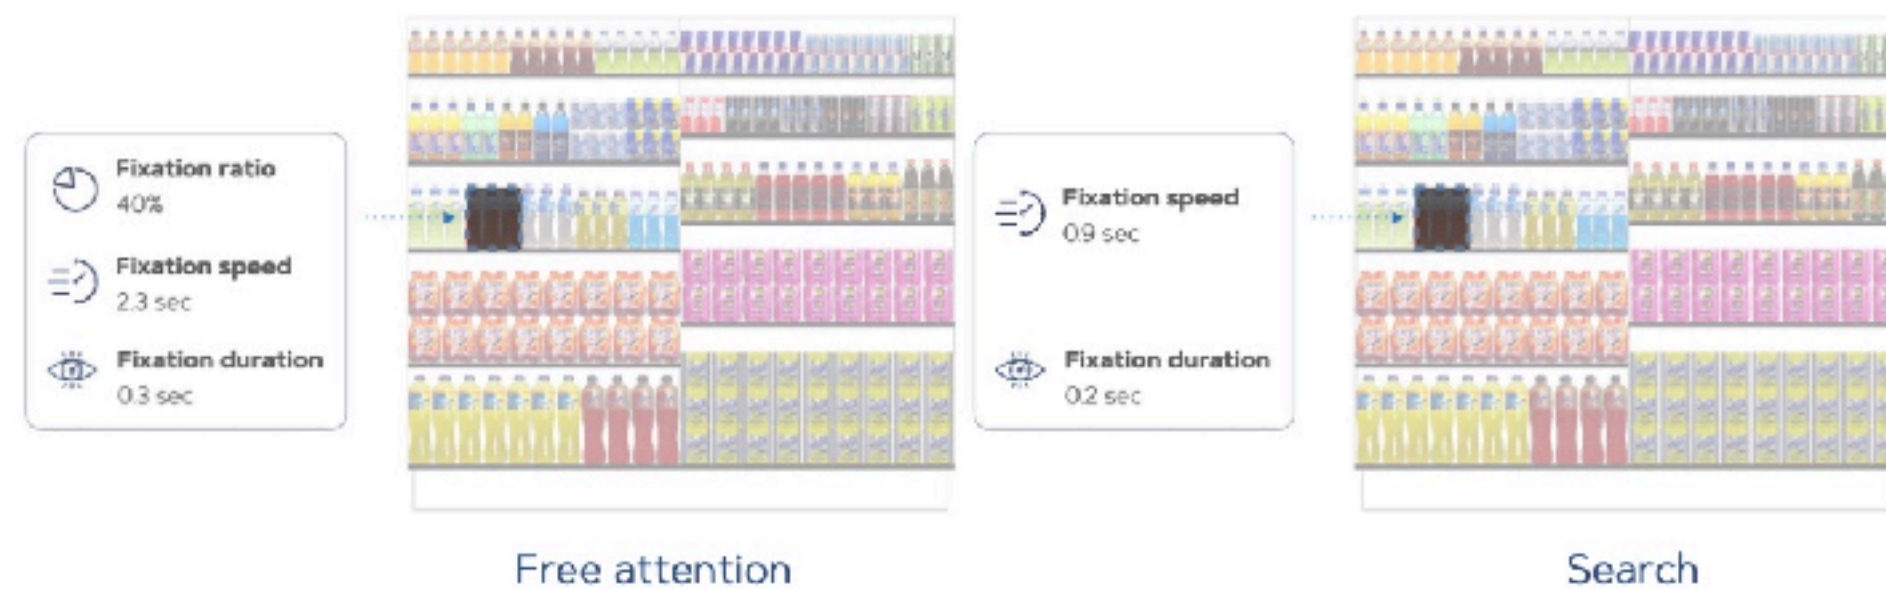 Fixation ratio
40%
Fixation speed
2.3 sec
Fixation duration
0.3 sec
Free attention
Fixation speed
0.9 sec
Fixation duration
0.2 sec
Search